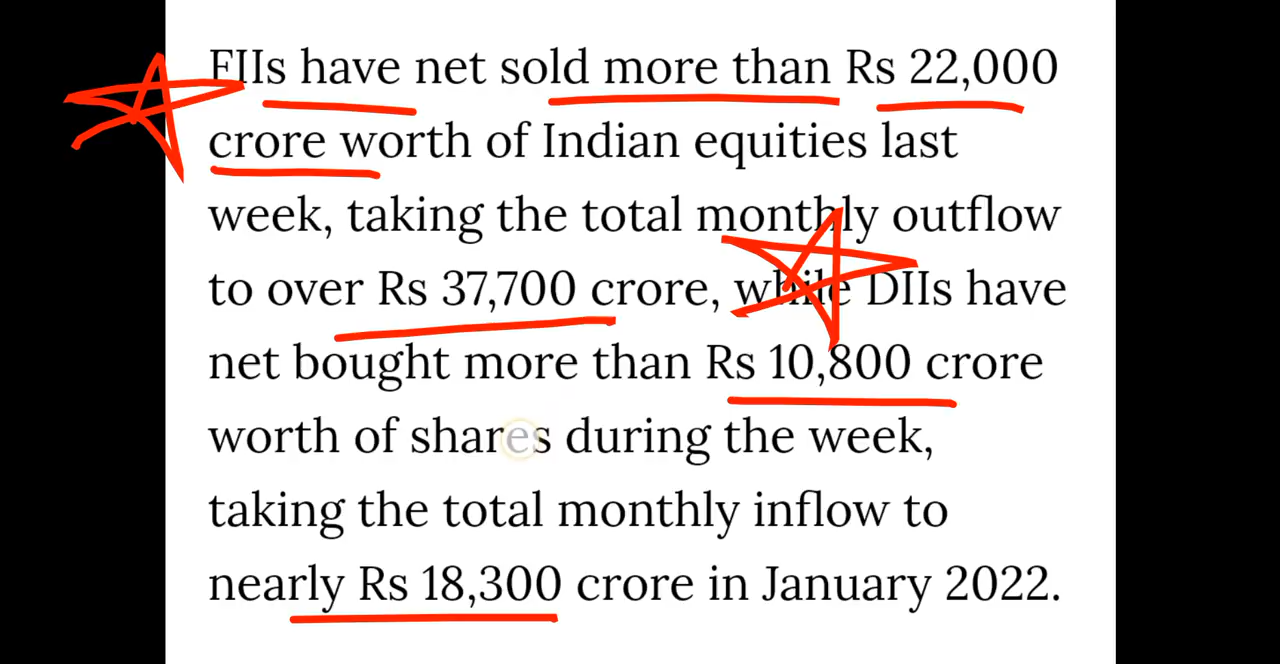 FIIs have net sold more than Rs 22,000
crore worth of Indian equities last
week, taking the total monthly outflow
to over Rs 37,700 crore, while DIIs have
net bought more than Rs 10,800 crore
worth of shares during the week,
taking the total monthly inflow to
nearly Rs 18,300 crore in January 2022.